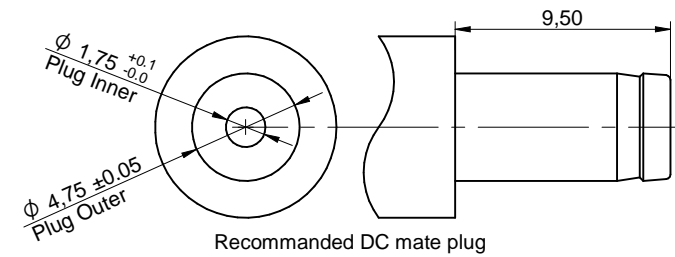 9,50
ϕ 1,75 +0.1 -0.0
Plug Inner
ϕ 4,75 ±0.05
Plug Outer
Recommanded DC mate plug